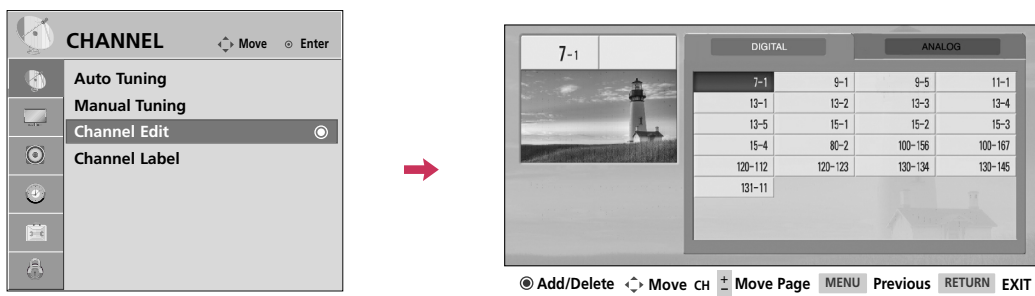 CHANNEL Move Enter
Auto Tuning
Manual Tuning
Channel Edit
Channel Label
7-1
DIGITAL ANALOG
7-1 9-1 9-5 11-1
13-1 13-2 13-3 13-4
13-5 15-1 15-2 15-3
15-4 80-2 100-156 100-167
120-112 120-123 130-134 130-145
131-11
Add/Delete Move CH + - Move Page MENU Previous RETURN EXIT